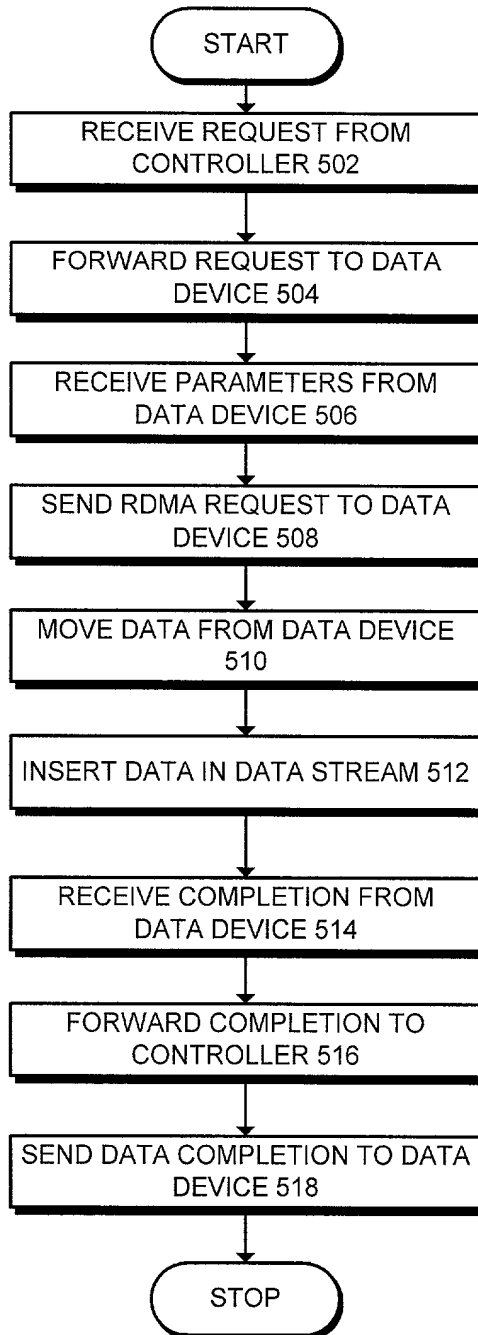 START
RECEIVE REQUEST FROM
CONTROLLER 502
FORWARD REQUEST TO DATA
DEVICE 504
RECEIVE PARAMETERS FROM
DATA DEVICE 506
SEND RDMA REQUEST TO DATA
DEVICE 508
MOVE DATA FROM DATA DEVICE
510
INSERT DATA IN DATA STREAM 512
RECEIVE COMPLETION FROM
DATA DEVICE 514
FORWARD COMPLETION TO
CONTROLLER 516
SEND DATA COMPLETION TO DATA
DEVICE 518
STOP